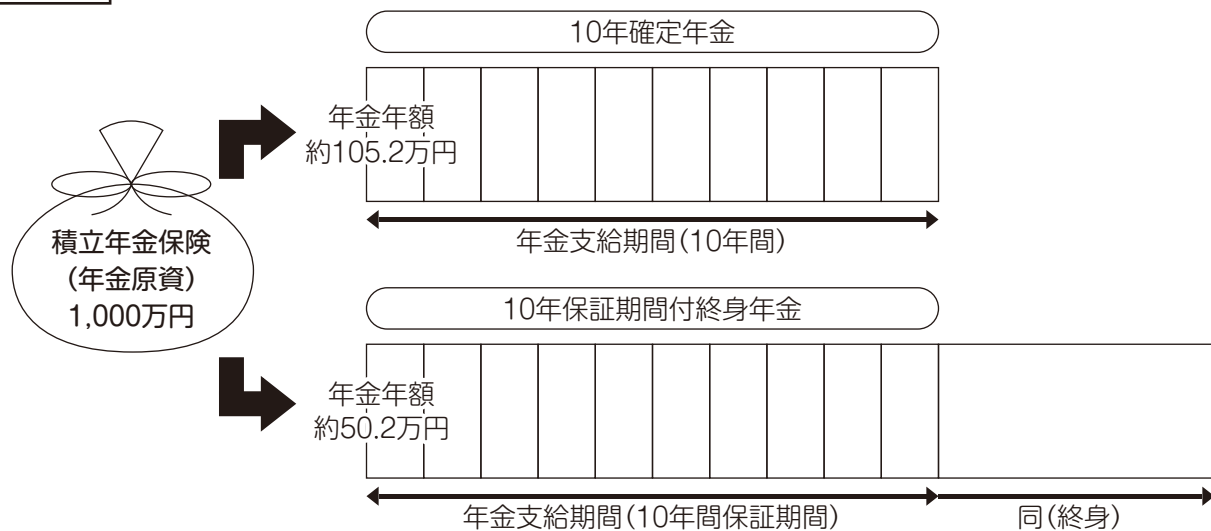 10年確定年金
年金年額
約105.2万円
年金支給期間(10年間)
積立年金保険
(年金原資)
1,000万円
10年保証期間付終身年金
年金年額
約50.2万円
年金支給期間(10年間保証期間)
同(終身)